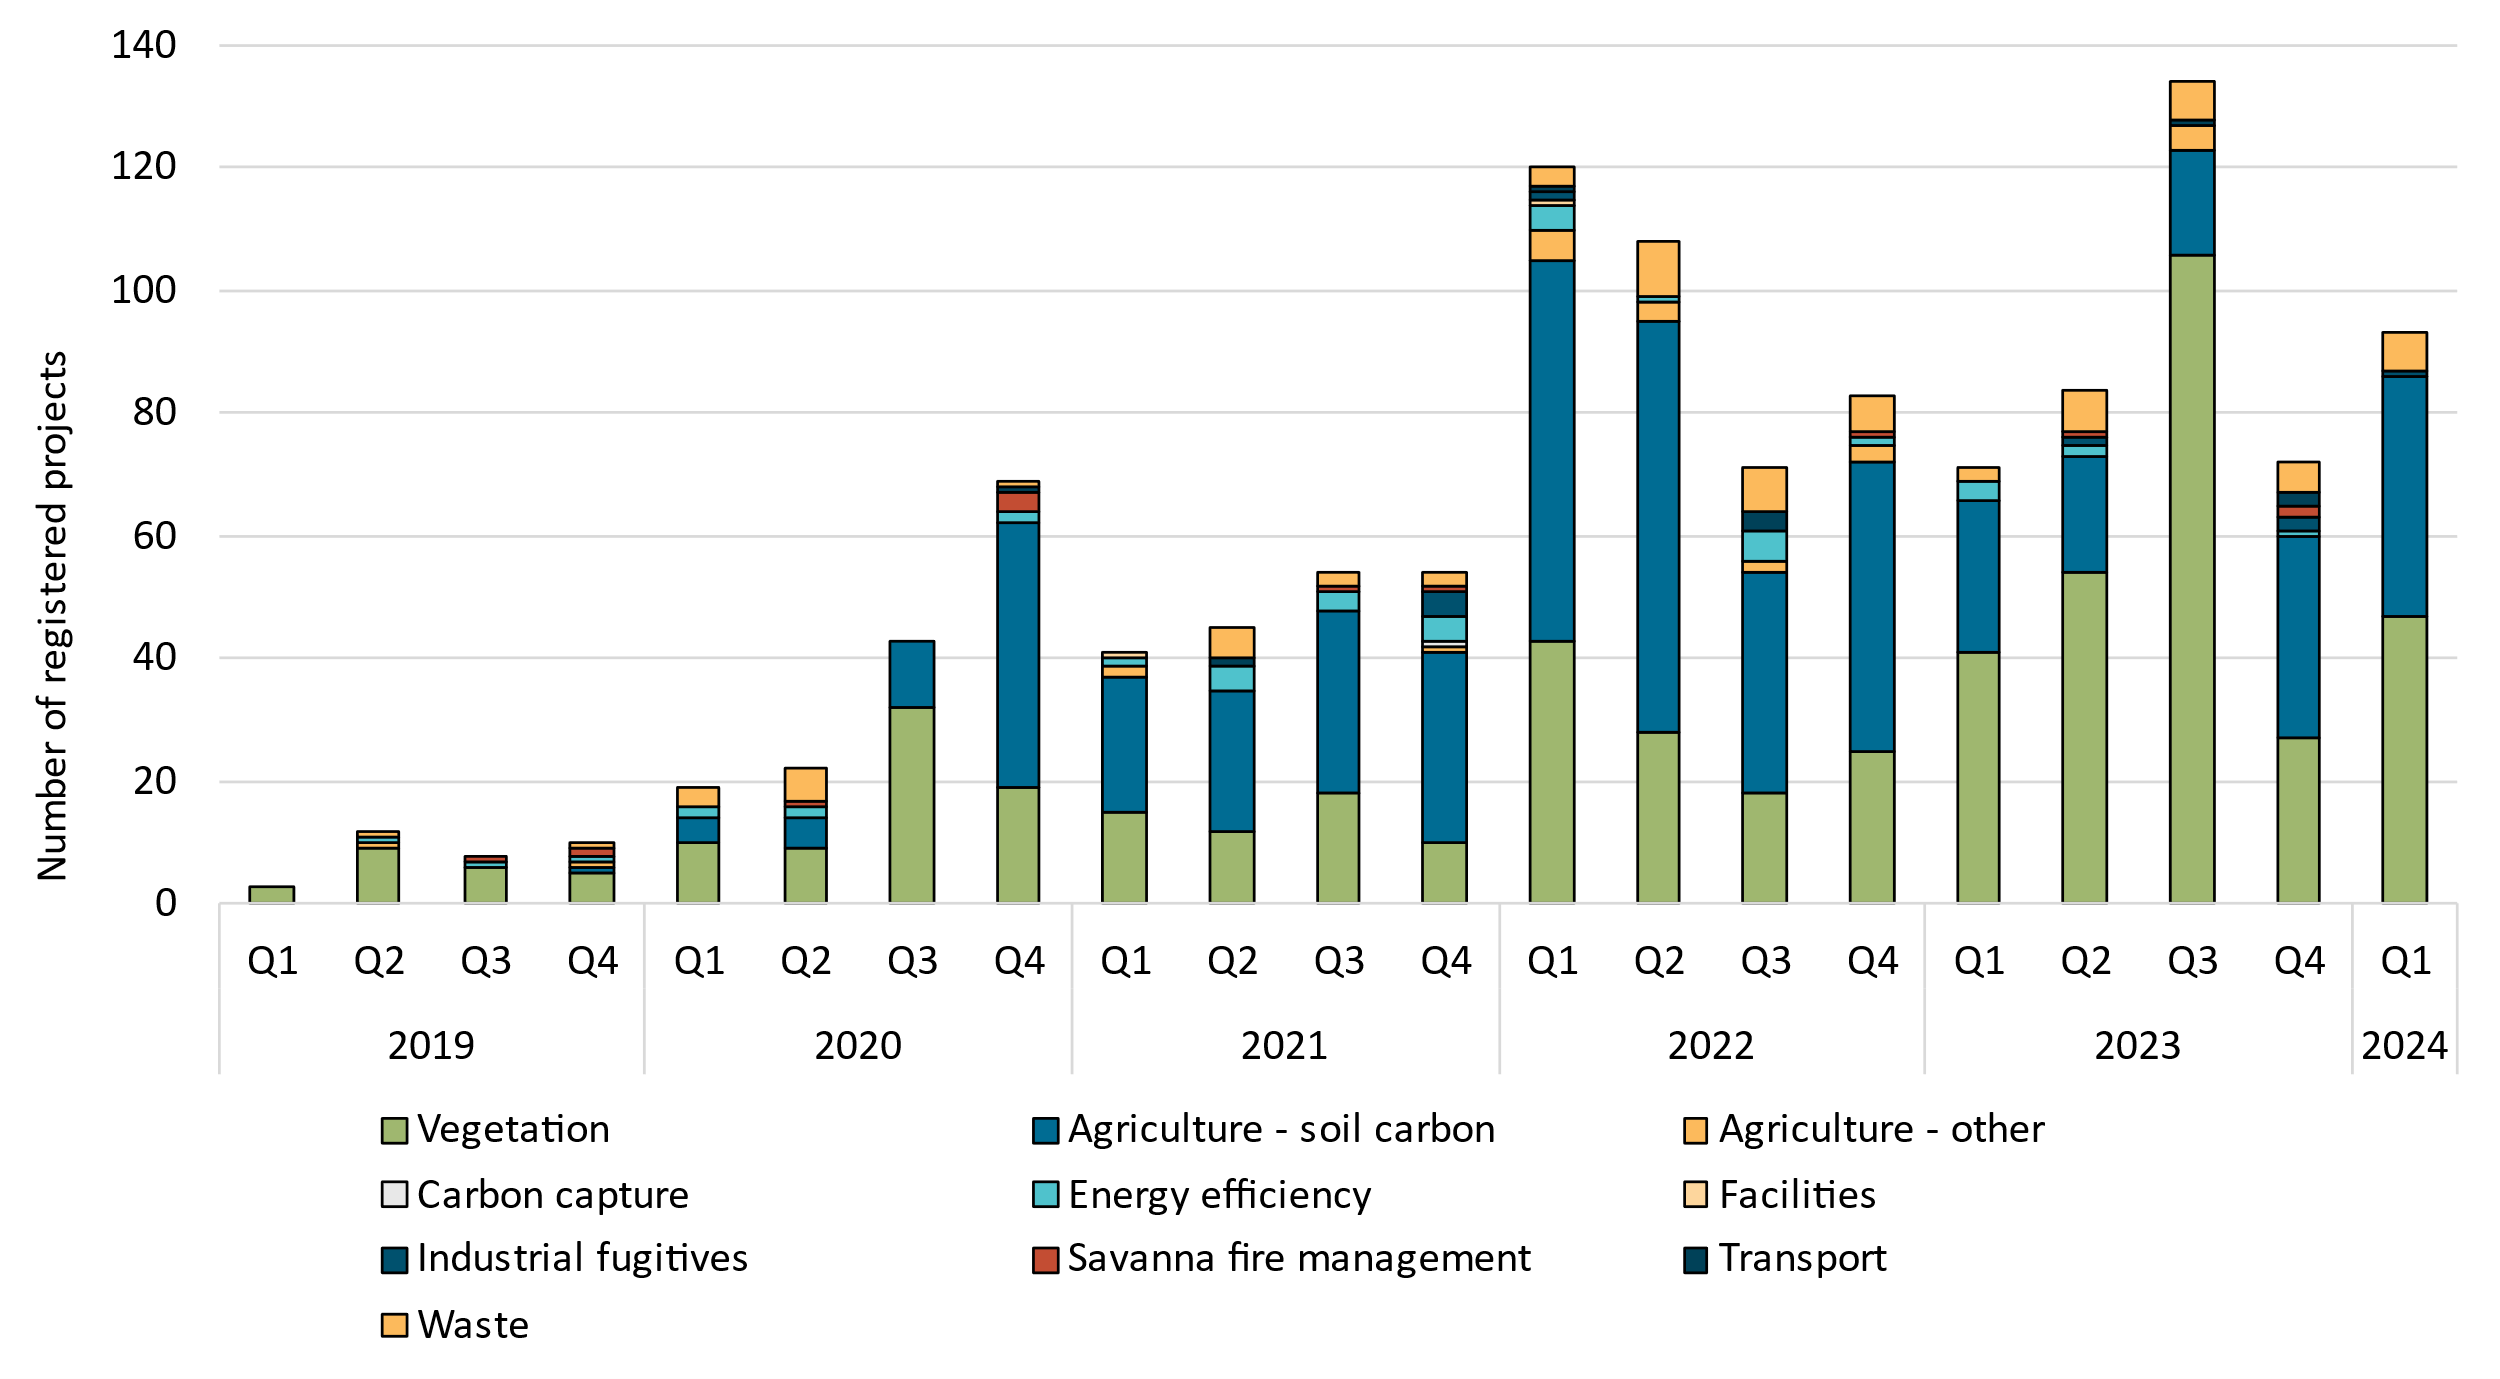 140
120
100
80
60
40
20
0
Number of registered projects
Q1 Q2 Q3 Q4 Q1 Q2 Q3 Q4 Q1 Q2 Q3 Q4 Q1 Q2 Q3 Q4 Q1 Q2 Q3 Q4 Q1
2019 2020 2021 2022 2023 2024
Vegetation Agriculture - soil carbon Agriculture - other
Carbon capture Energy efficiency Facilities
Industrial fugitives Savanna fire management Transport
Waste